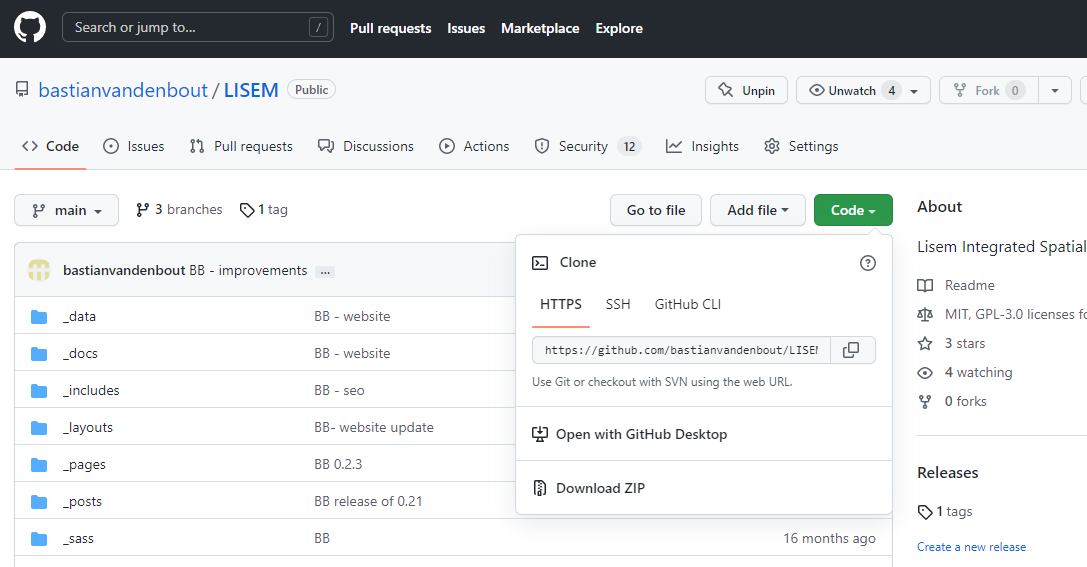 Search or jump to... / Pull requests Issues Marketplace Explore
bastianvandenbout / LISEM Public Unpin Unwatch 4 Fork 0
Code Issues Pull requests Discussions Actions Security 12 Insights Settings
main 3 branches 1 tag Go to file Add file Code
bastianvandenbout BB - improvements ...
_data BB - website
_docs BB - website
_includes BB - seo
_layouts BB- website update
_pages BB 0.2.3
_posts BB release of 0.21
_sass BB 16 months ago
Clone
HTTPS SSH GitHub CLI
https://github.com/bastianvandenbout/LISEM
Use Git or checkout with SVN using the web URL.
Open with GitHub Desktop
Download ZIP
About
Lisem Integrated Spatial
Readme
MIT, GPL-3.0 licenses fo
3 stars
4 watching
0 forks
Releases
1 tags
Create a new release